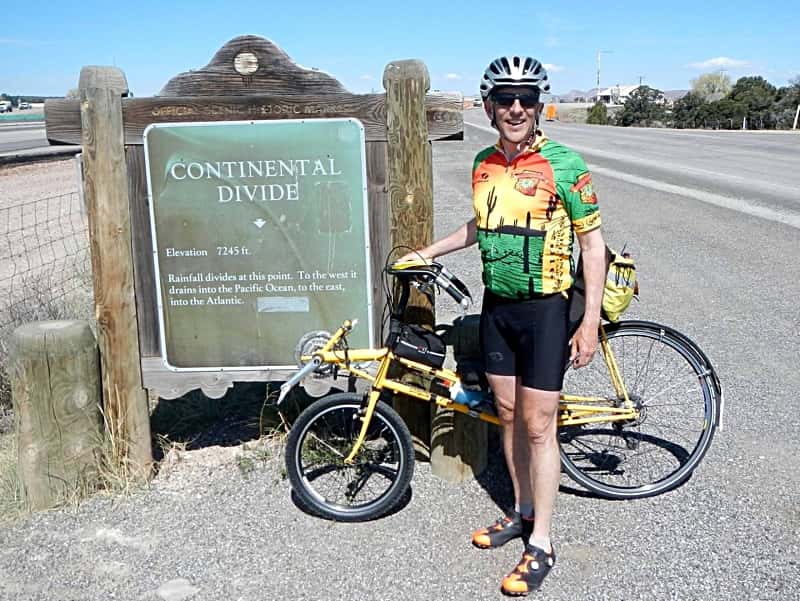 OFFICIAL SCENIC HISTORIC MARKER
CONTINENTAL
DIVIDE
Elevation 7245 ft.
Rainfall divides at this point. To the west it
drains into the Pacific Ocean, to the east,
into the Atlantic.